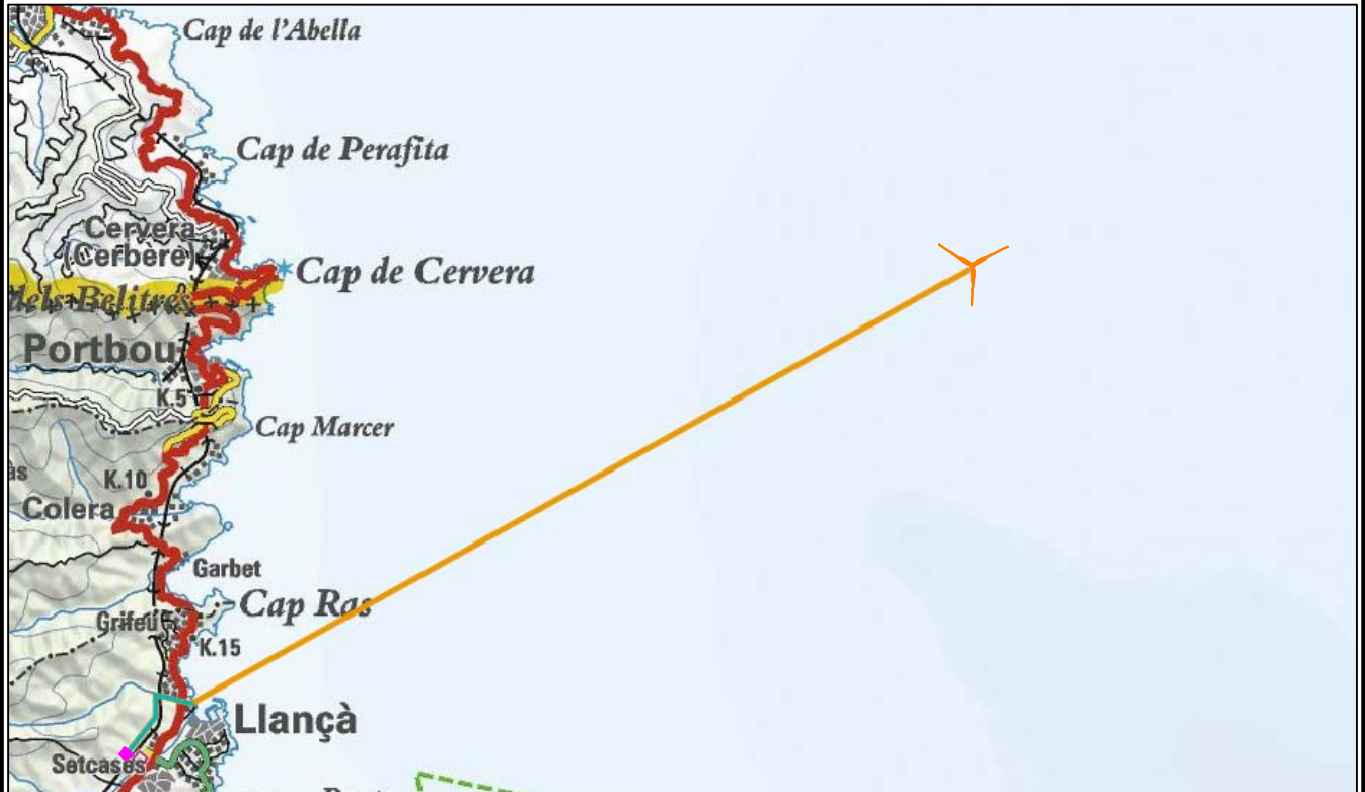 Cap de l'Abella
Cap de Perafita
Cervera
(Cerbère)
Cap de Cervera
dels Belitres
Portbou
K.5
Cap Marcer
às
K.10
Colera
Garbet
Cap Ras
Grifeu
K.15
Llançà
Setcases